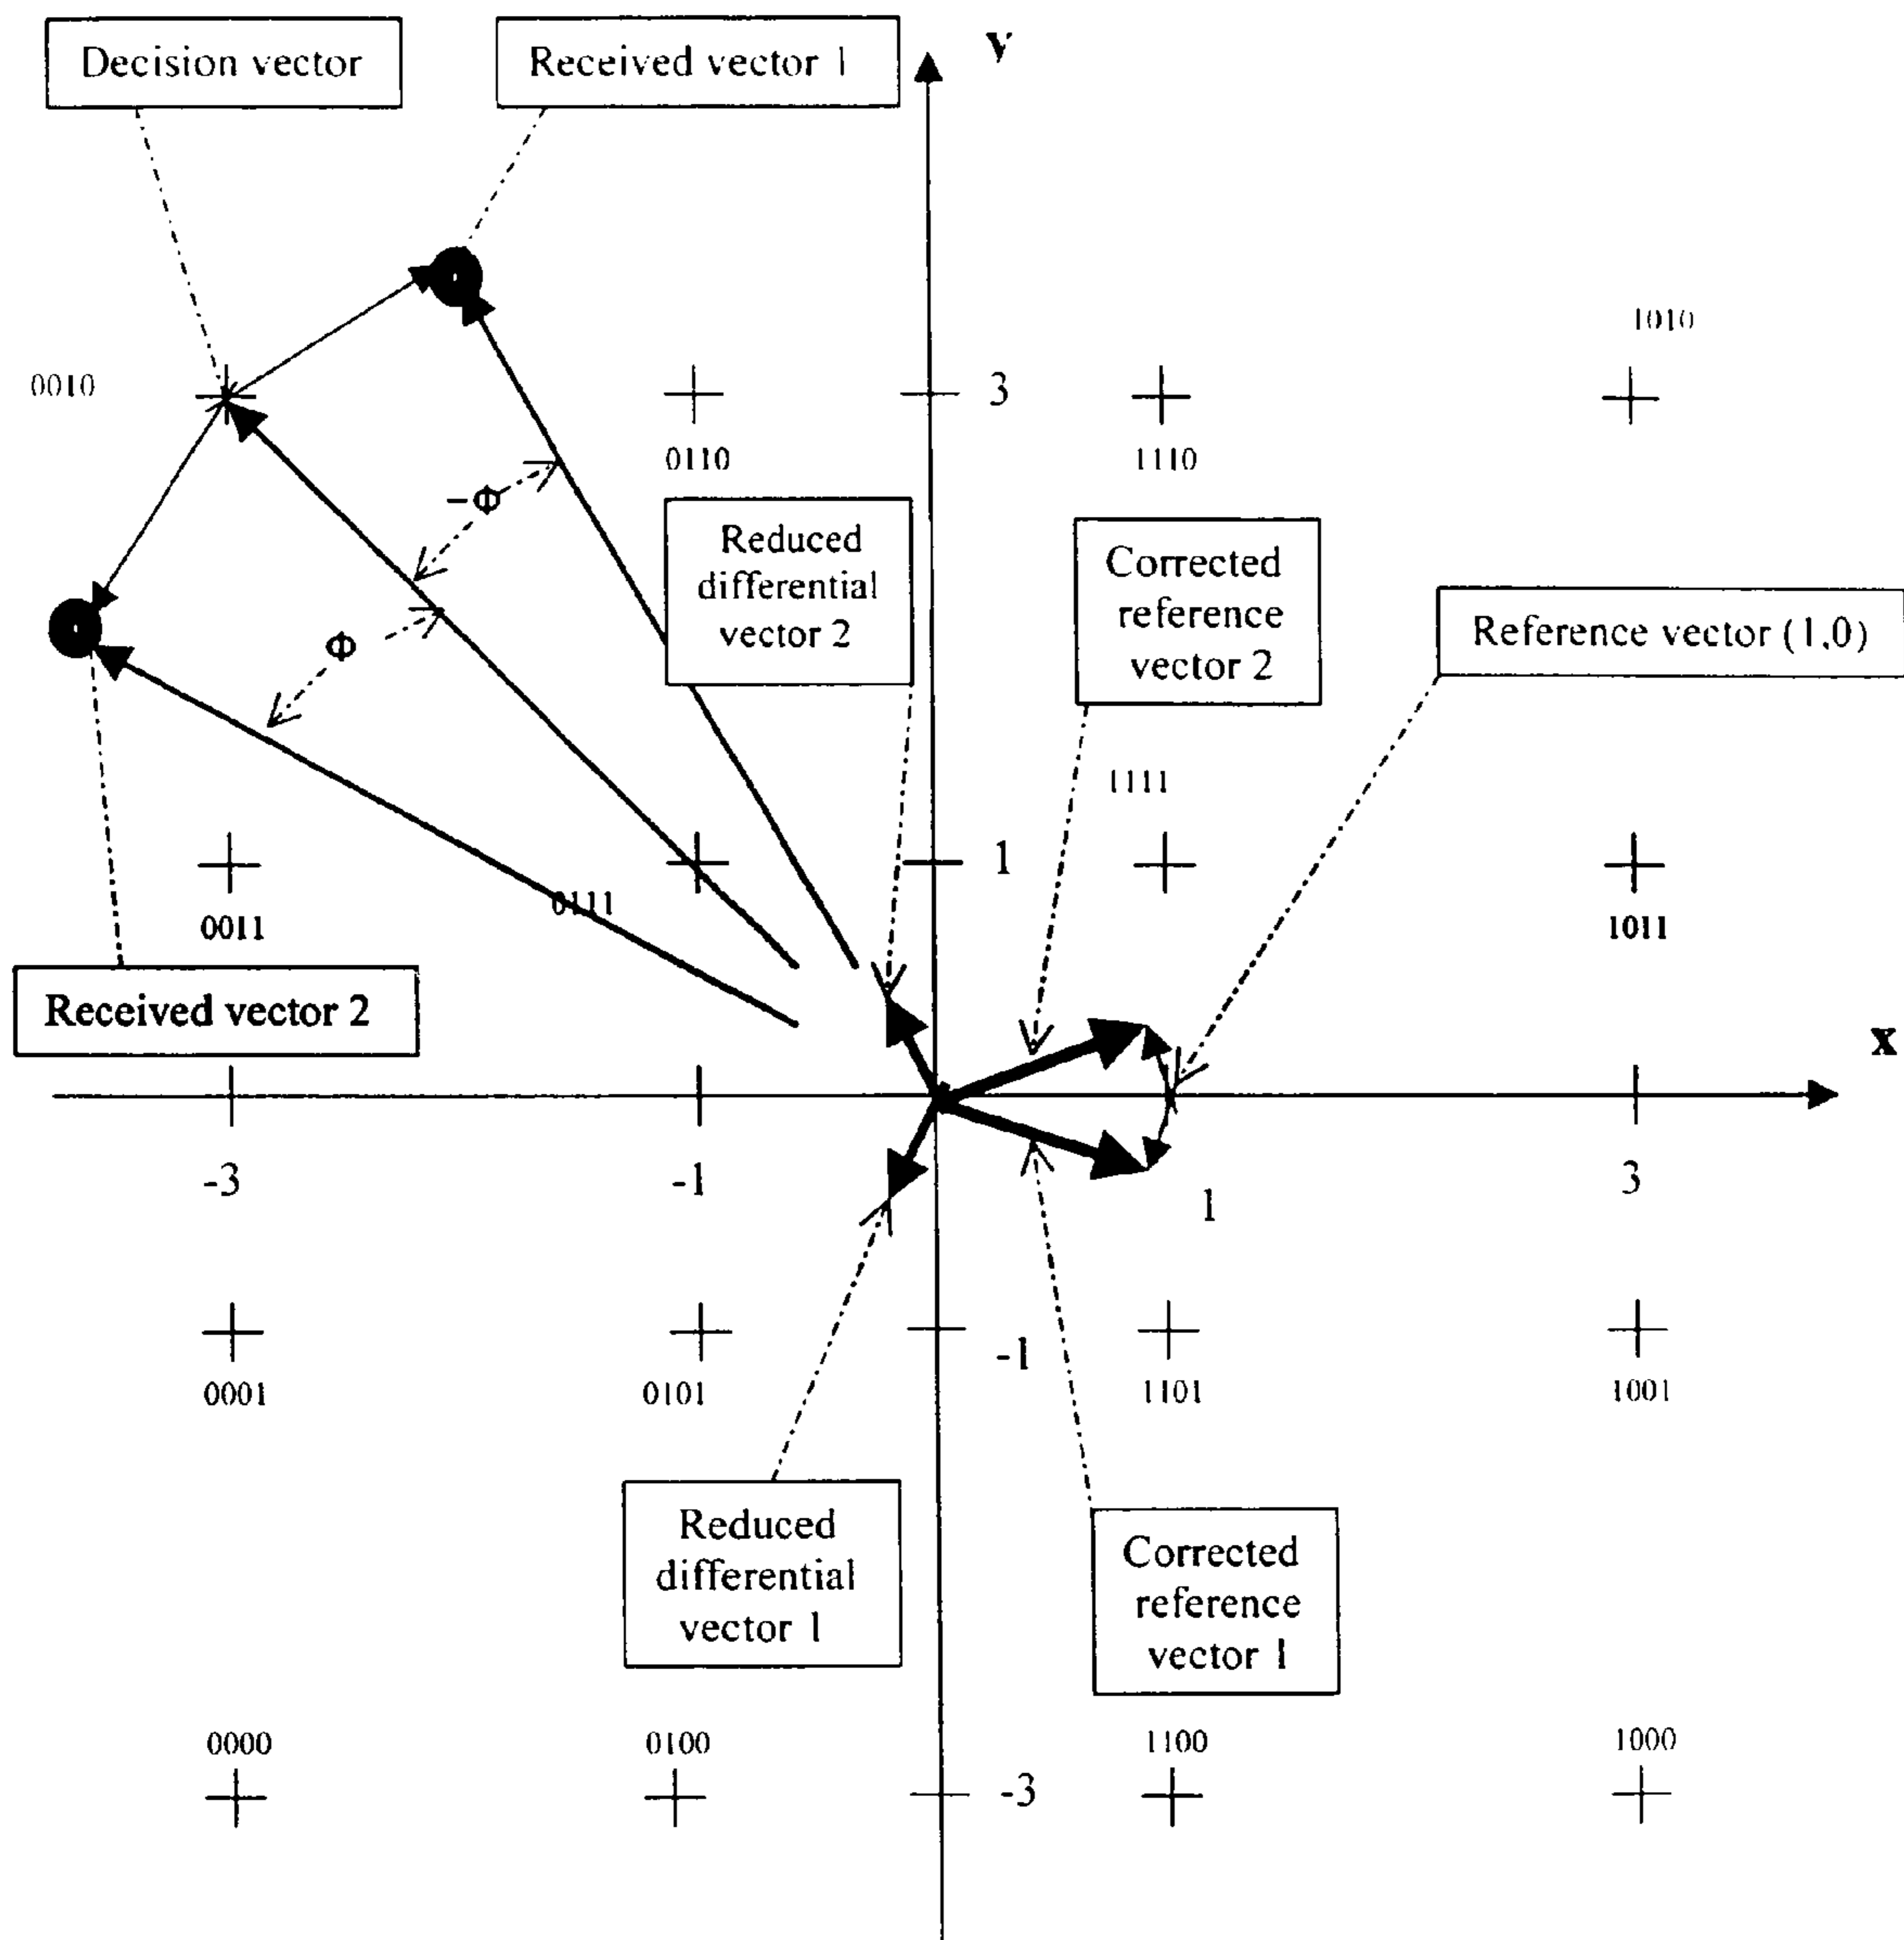 Decision vector
Received vector 1
y
1010
0010
3
0110
1110
–Φ
Reduced
differential
vector 2
Corrected
reference
vector 2
Reference vector (1,0)
Φ
1111
1
0111
0011
1011
Received vector 2
x
-3
-1
1
3
-1
0001
0101
1101
1001
Reduced
differential
vector 1
Corrected
reference
vector 1
0000
0100
1100
1000
-3